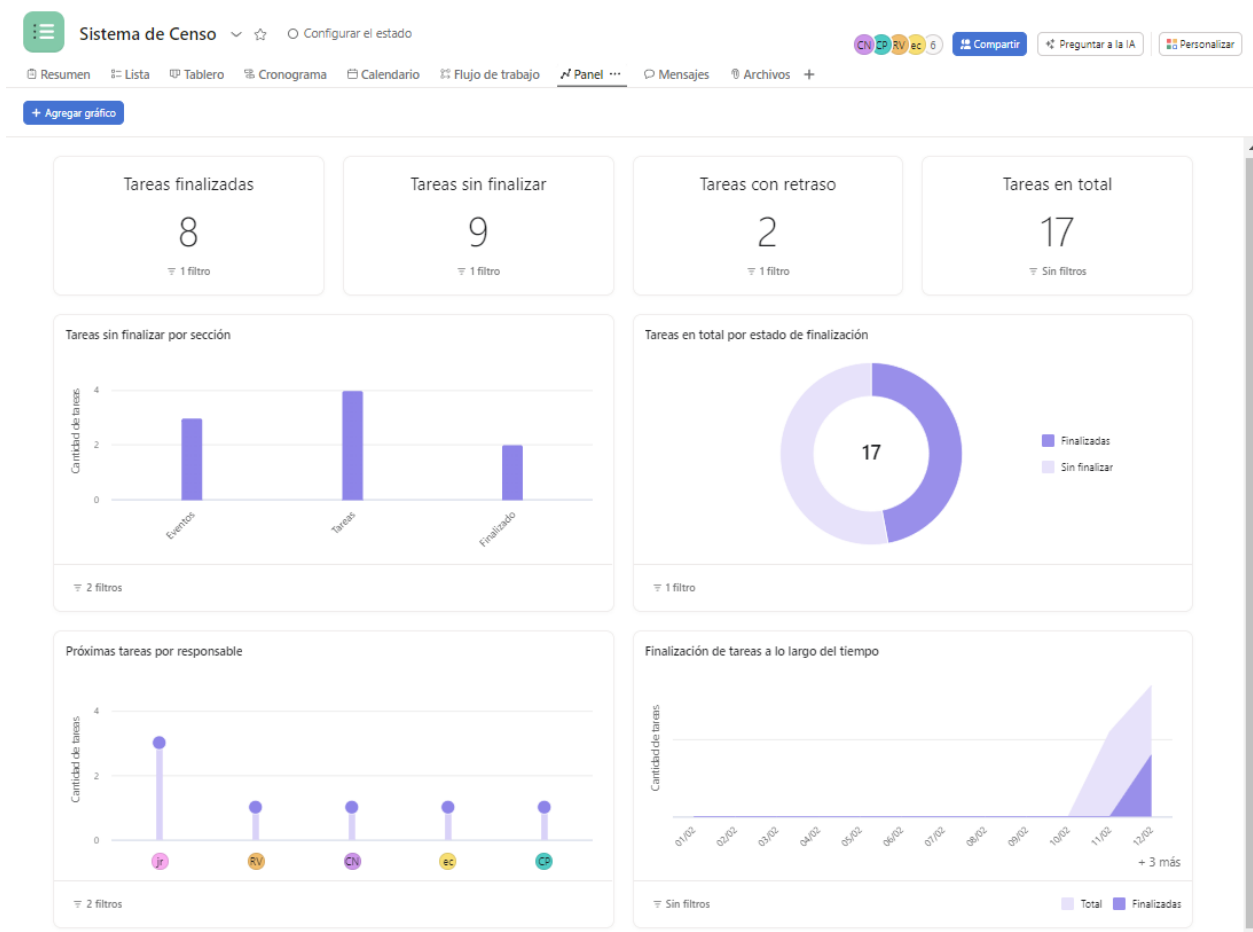 Sistema de Censo
Configurar el estado
CN CP RV ec 6
Compartir
Preguntar a la IA
Personalizar
Resumen Lista Tablero Cronograma Calendario Flujo de trabajo Panel ... Mensajes Archivos +
+ Agregar gráfico
Tareas finalizadas
8
1 filtro
Tareas sin finalizar
9
1 filtro
Tareas con retraso
2
1 filtro
Tareas en total
17
Sin filtros
Tareas sin finalizar por sección
Cantidad de tareas
4
2
0
Eventos
Tareas
Finalizado
2 filtros
Tareas en total por estado de finalización
17
Finalizadas
Sin finalizar
1 filtro
Próximas tareas por responsable
Cantidad de tareas
4
2
0
jr RV CN ec CP
2 filtros
Finalización de tareas a lo largo del tiempo
Cantidad de tareas
01/02 02/02 03/02 04/02 05/02 06/02 07/02 08/02 09/02 10/02 11/02 12/02
+ 3 más
Sin filtros
Total Finalizadas